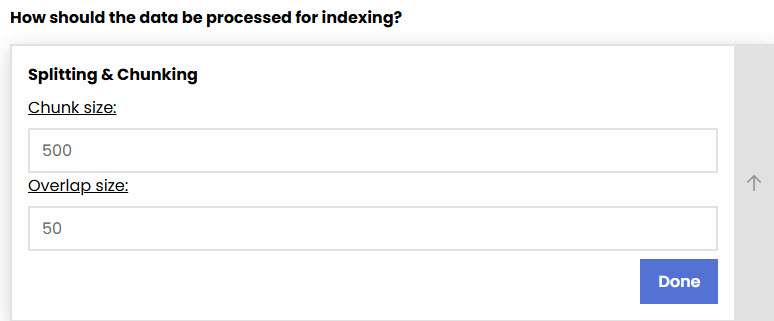 How should the data be processed for indexing?
Splitting & Chunking
Chunk size:
500
Overlap size:
50
Done